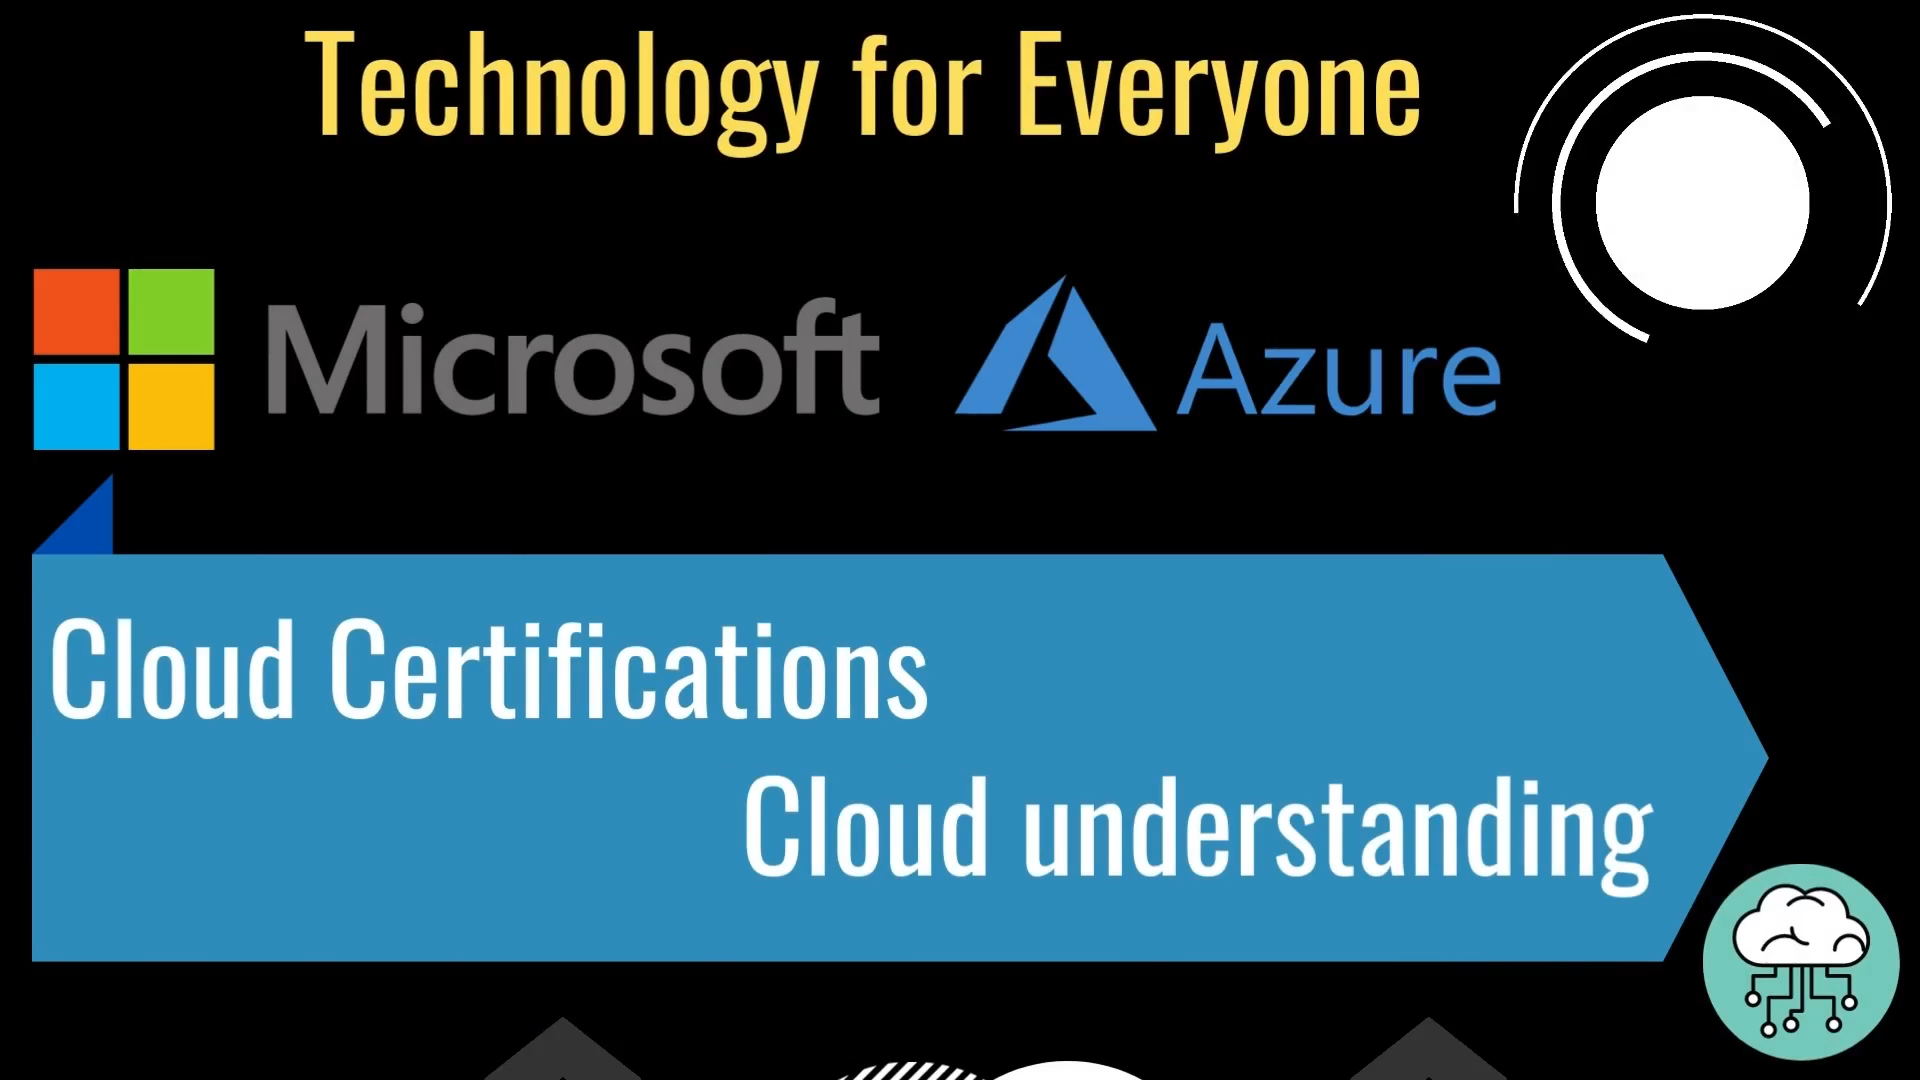 Technology for Everyone
Microsoft Azure
Cloud Certifications
Cloud understanding